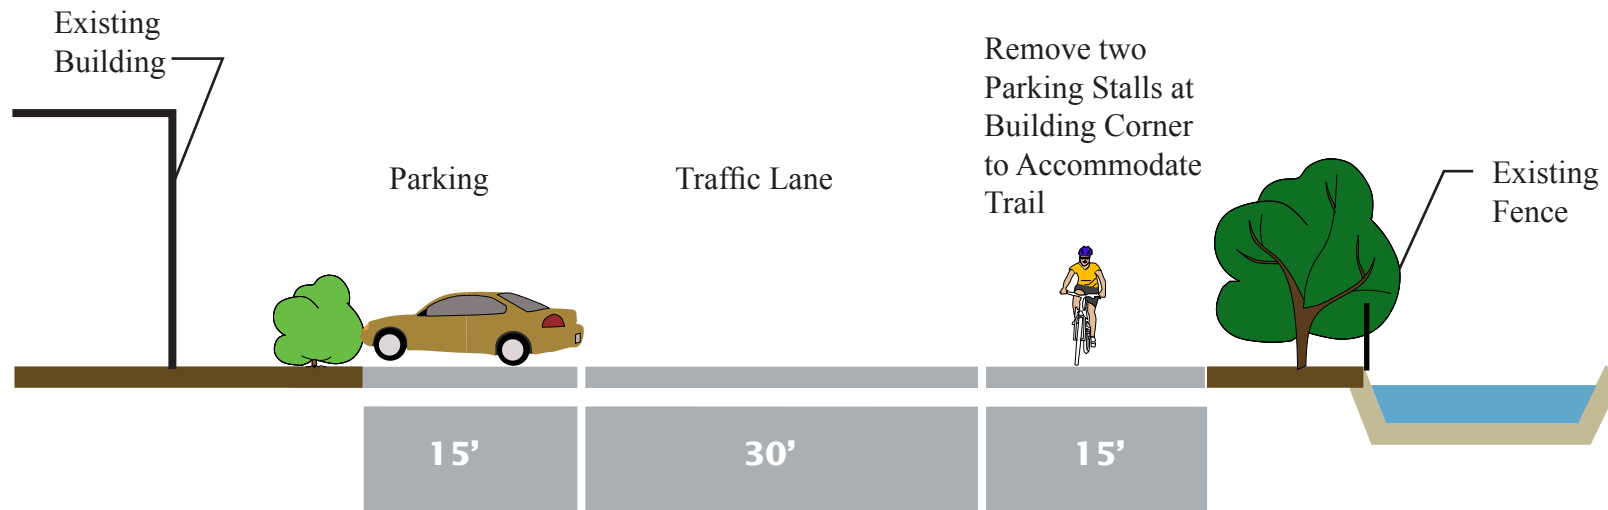 Existing
Building
Parking
Traffic Lane
Remove two
Parking Stalls at
Building Corner
to Accommodate
Trail
Existing
Fence
15’
30’
15’